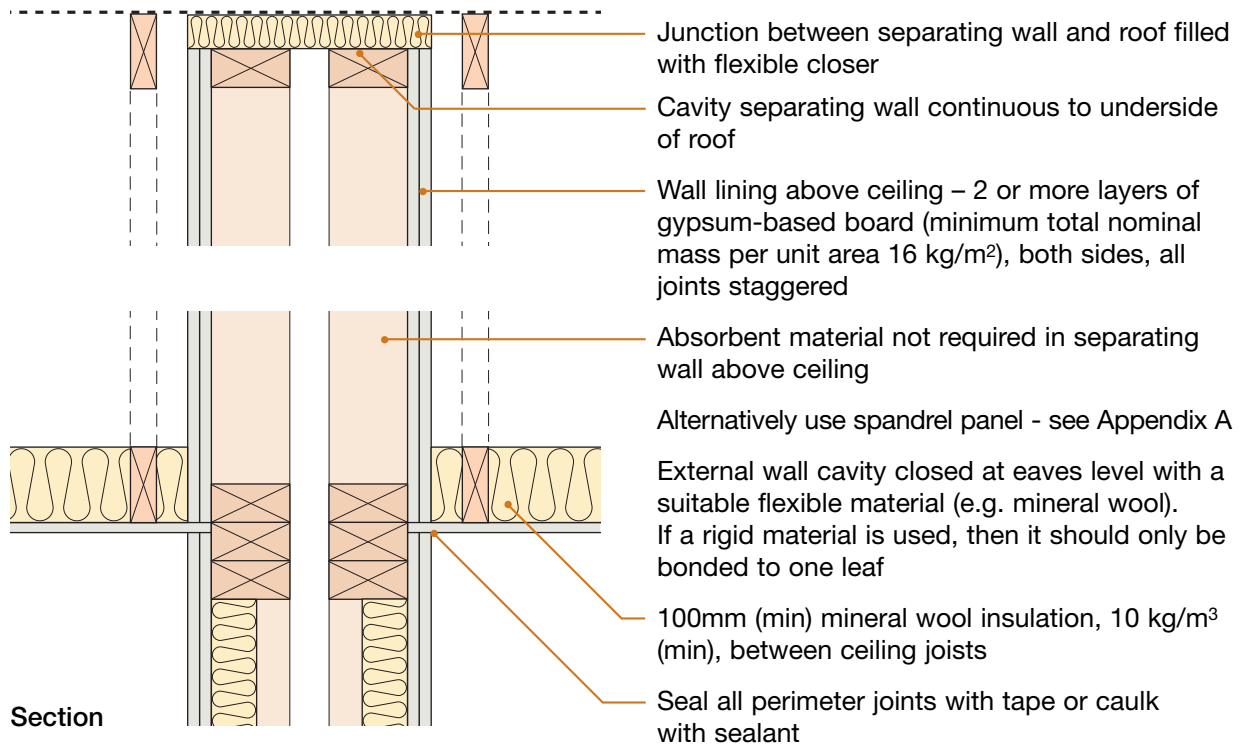 Junction between separating wall and roof filled
with flexible closer
Cavity separating wall continuous to underside
of roof
Wall lining above ceiling – 2 or more layers of
gypsum-based board (minimum total nominal
mass per unit area 16 kg/m²), both sides, all
joints staggered
Absorbent material not required in separating
wall above ceiling
Alternatively use spandrel panel - see Appendix A
External wall cavity closed at eaves level with a
suitable flexible material (e.g. mineral wool).
If a rigid material is used, then it should only be
bonded to one leaf
100mm (min) mineral wool insulation, 10 kg/m³
(min), between ceiling joists
Seal all perimeter joints with tape or caulk
with sealant
Section